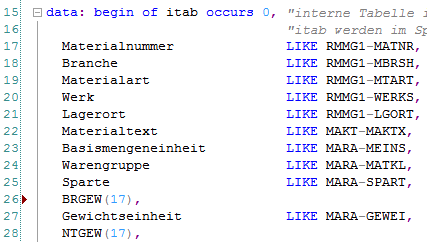 15 data: begin of itab occurs 0, "interne Tabelle
16 "itab werden im
17 Materialnummer LIKE RMMG1-MATNR,
18 Branche LIKE RMMG1-MBRSH,
19 Materialart LIKE RMMG1-MTART,
20 Werk LIKE RMMG1-WERKS,
21 Lagerort LIKE RMMG1-LGORT,
22 Materialtext LIKE MAKT-MAKTX,
23 Basismengeneinheit LIKE MARA-MEINS,
24 Warengruppe LIKE MARA-MATKL,
25 Sparte LIKE MARA-SPART,
26 BRGEW(17),
27 Gewichtseinheit LIKE MARA-GEWEI,
28 NTGEW(17),